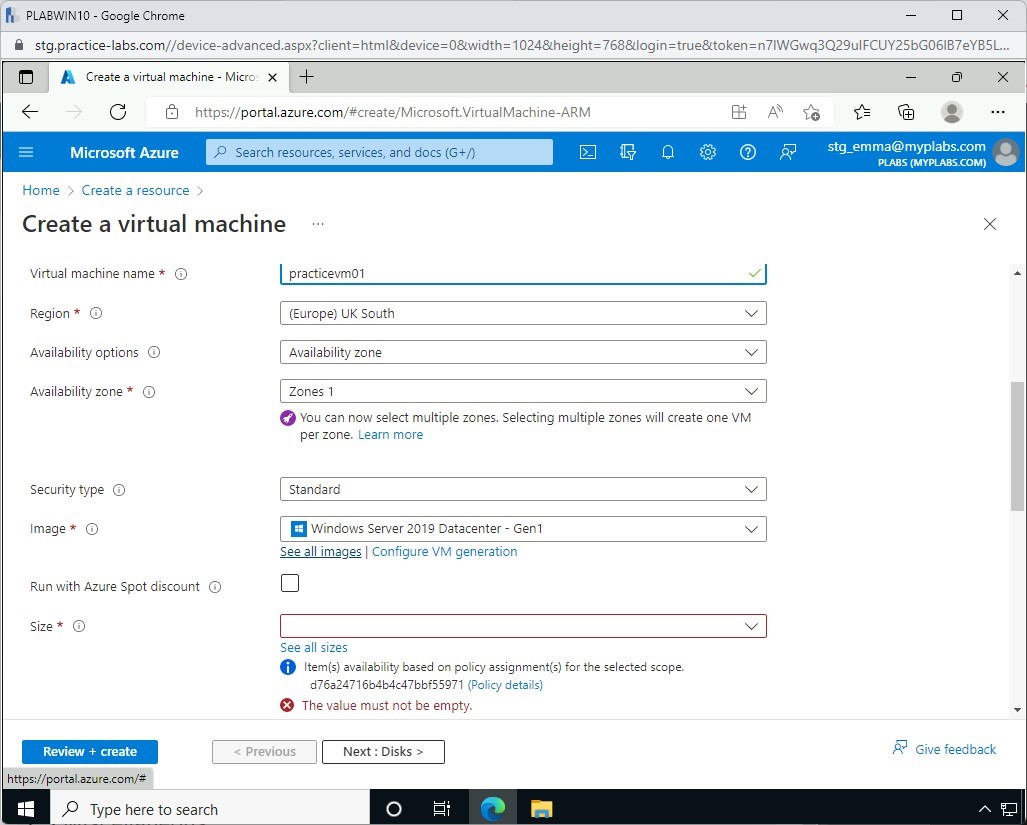 PLABWIN10 - Google Chrome
stg.practice-labs.com//device-advanced.aspx?client=html&device=0&width=1024&height=768&login=true&token=n7IWGwq3Q29uIFCUY25bG06IB7eYB5L...
Create a virtual machine - Micros
https://portal.azure.com/#create/Microsoft.VirtualMachine-ARM
Microsoft Azure
Search resources, services, and docs (G+/)
stg_emma@myplabs.com
PLABS (MYPLABS.COM)
Home > Create a resource >
Create a virtual machine ...
Virtual machine name * practicevm01
Region * (Europe) UK South
Availability options Availability zone
Availability zone * Zones 1
You can now select multiple zones. Selecting multiple zones will create one VM
per zone. Learn more
Security type Standard
Image * Windows Server 2019 Datacenter - Gen1
See all images | Configure VM generation
Run with Azure Spot discount
Size *
See all sizes
Item(s) availability based on policy assignment(s) for the selected scope.
d76a24716b4b4c47bbf55971 (Policy details)
The value must not be empty.
Review + create
< Previous
Next : Disks >
Give feedback
https://portal.azure.com/#
Type here to search